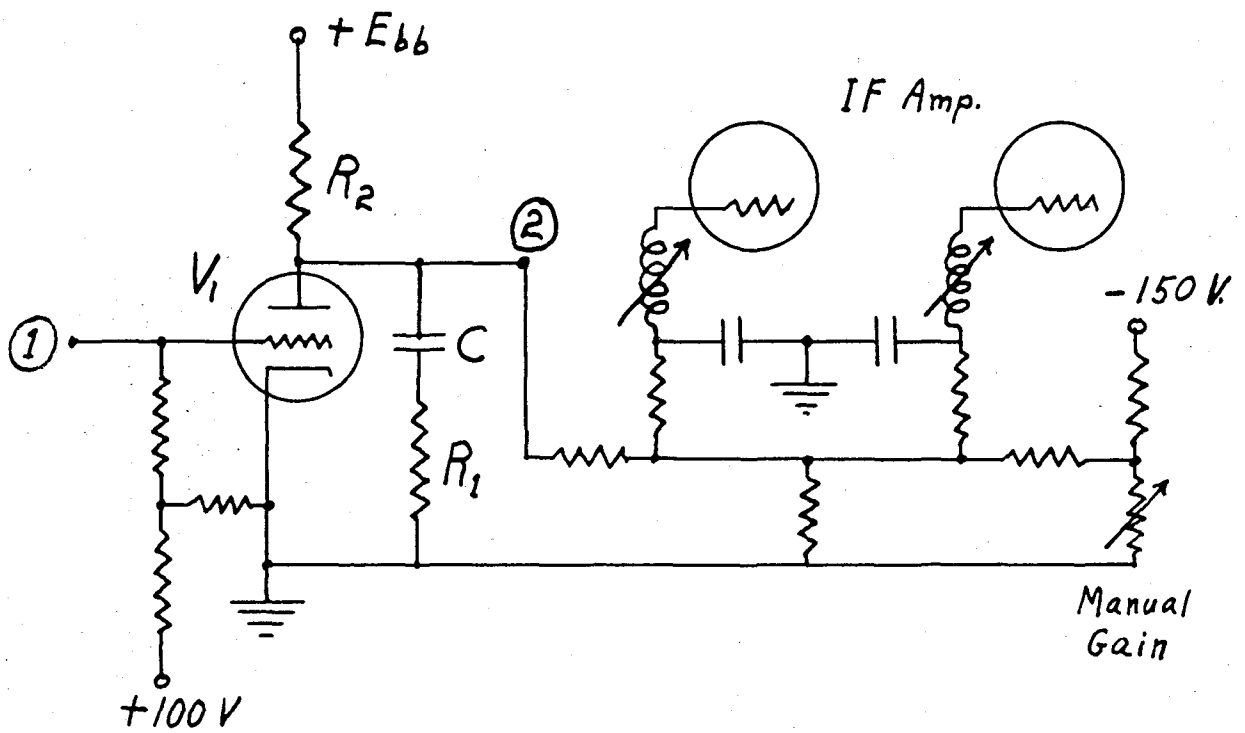 + Ebb
IF Amp.
R2
2
V1
-150 V.
1
C
R1
Manual
Gain
+100 V